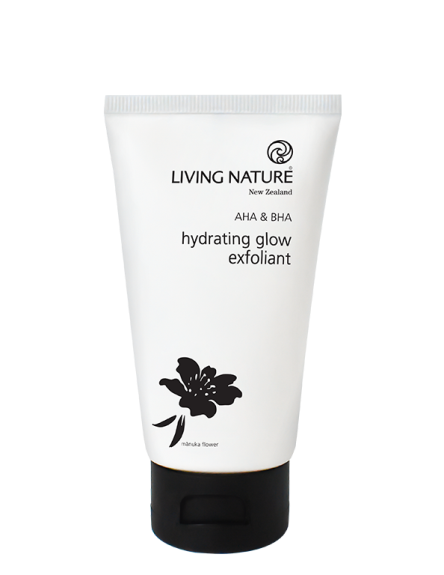 LIVING NATURE®
New Zealand
AHA & BHA
hydrating glow
exfoliant
mānuka flower